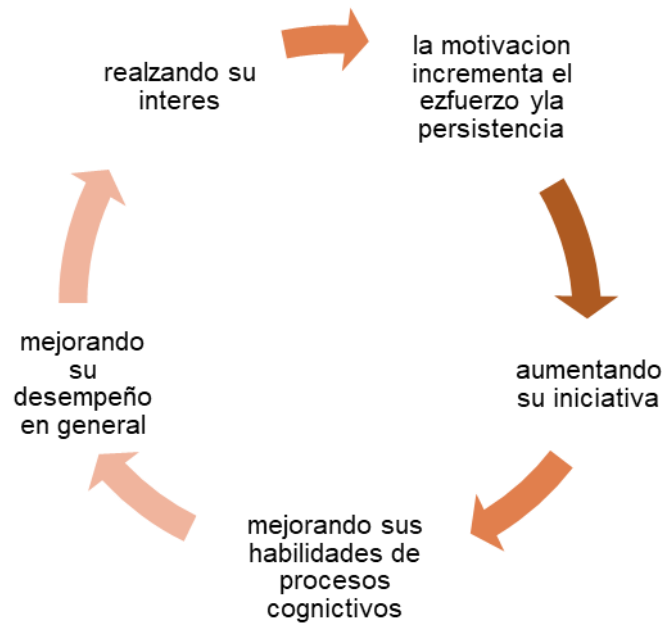 realzando su
interes
la motivacion
incrementa el
ezfuerzo yla
persistencia
aumentando
su iniciativa
mejorando sus
habilidades de
procesos
cognictivos
mejorando
su
desempeño
en general